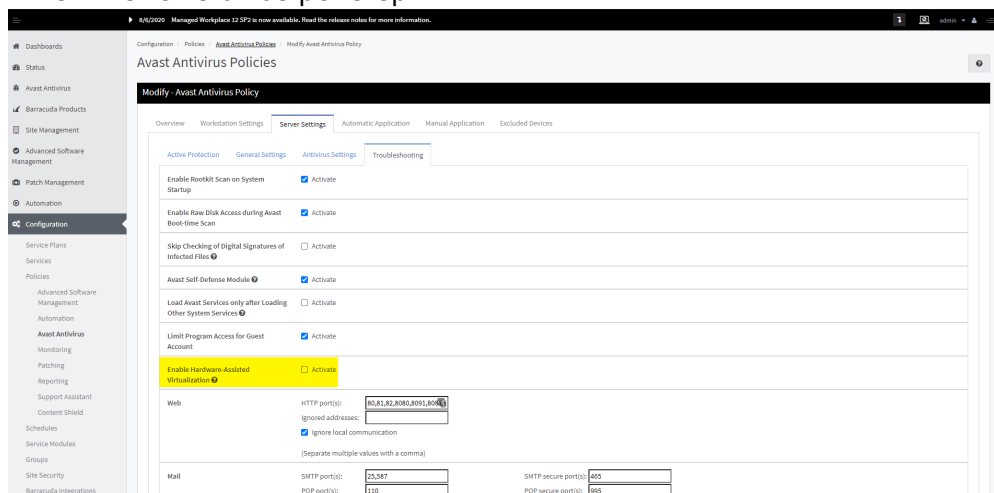 8/6/2020 Managed Workplace 12 SP2 is now available. Read the release notes for more information.
admin
Dashboards
Status
Avast Antivirus
Barracuda Products
Site Management
Advanced Software
Management
Patch Management
Automation
Configuration
Service Plans
Services
Policies
Advanced Software
Management
Automation
Avast Antivirus
Monitoring
Patching
Reporting
Support Assistant
Content Shield
Schedules
Service Modules
Groups
Site Security
Barracuda Integrations
Configuration / Policies / Avast Antivirus Policies / Modify Avast Antivirus Policy
Avast Antivirus Policies
Modify - Avast Antivirus Policy
Overview Workstation Settings Server Settings Automatic Application Manual Application Excluded Devices
Active Protection General Settings Antivirus Settings Troubleshooting
Enable Rootkit Scan on System
Startup
Activate
Enable Raw Disk Access during Avast
Boot-time Scan
Activate
Skip Checking of Digital Signatures of
Infected Files
Activate
Avast Self-Defense Module
Activate
Load Avast Services only after Loading
Other System Services
Activate
Limit Program Access for Guest
Account
Activate
Enable Hardware-Assisted
Virtualization
Activate
Web
HTTP port(s): 80,81,82,8080,8091,808
Ignored addresses:
Ignore local communication
(Separate multiple values with a comma)
Mail
SMTP port(s): 25,587 SMTP secure port(s): 465
POP port(s): 110 POP secure port(s): 995